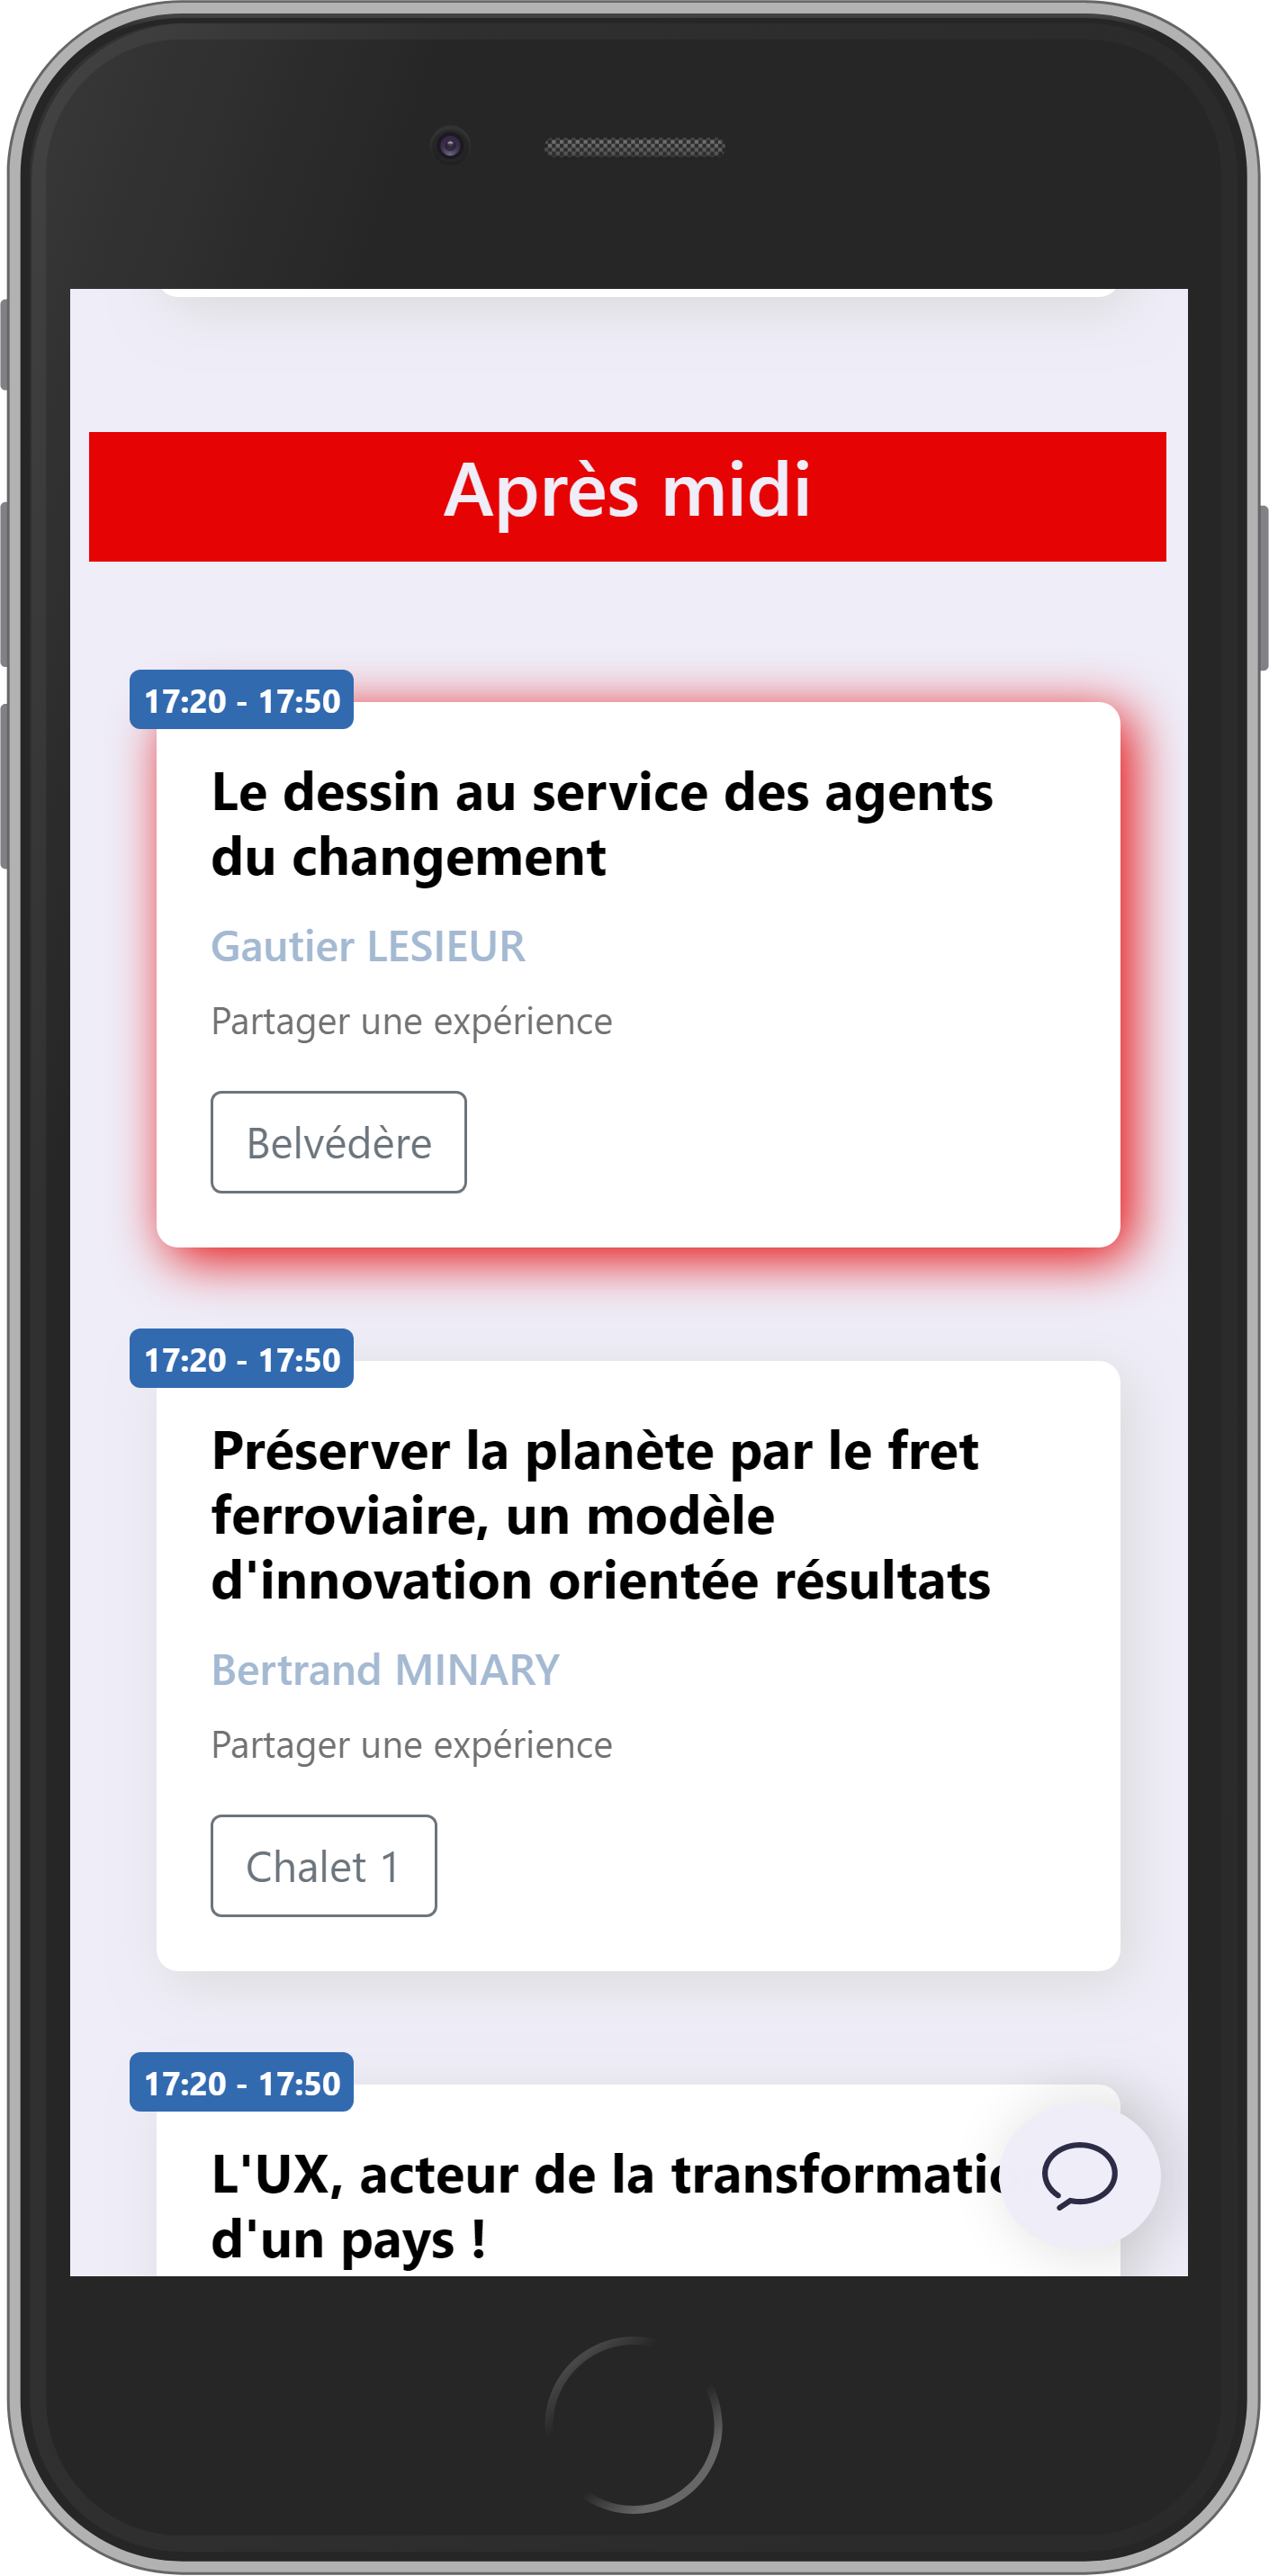 Après midi
17:20 - 17:50
Le dessin au service des agents
du changement
Gautier LESIEUR
Partager une expérience
Belvédère
17:20 - 17:50
Préserver la planète par le fret
ferroviaire, un modèle
d'innovation orientée résultats
Bertrand MINARY
Partager une expérience
Chalet 1
17:20 - 17:50
L'UX, acteur de la
d'un pays !